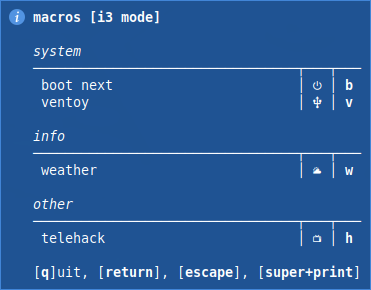 macros [i3 mode]
system
boot next b
ventoy v
info
weather w
other
telehack h
[q]uit, [return], [escape], [super+print]